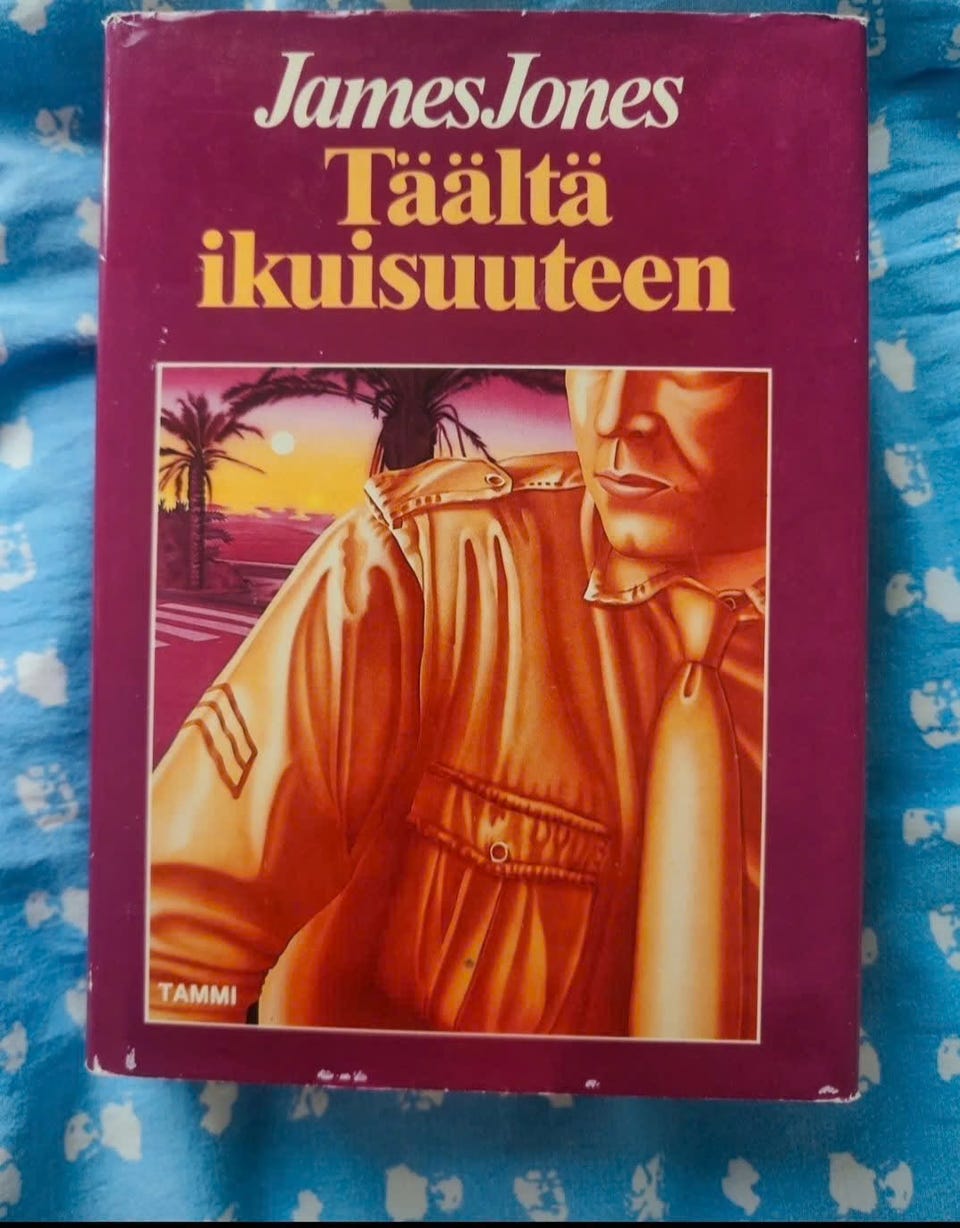 James Jones
Täältä
ikuisuuteen
TAMMI